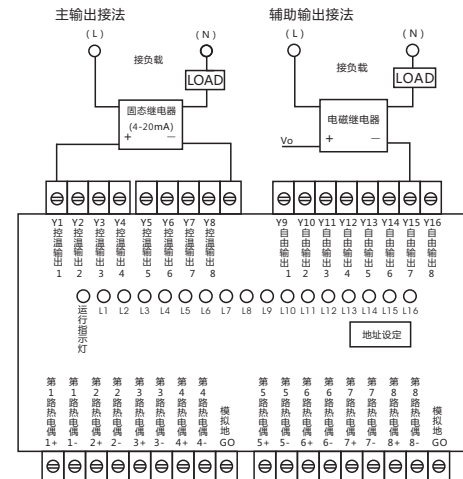 主输出接法 辅助输出接法
(L) (N) (L) (N)
接负载 接负载
LOAD LOAD
固态继电器
(4-20mA)
+ —
电磁继电器
Vo + —
Y1 Y2 Y3 Y4 Y5 Y6 Y7 Y8 Y9 Y10 Y11 Y12 Y13 Y14 Y15 Y16
控温输出1
控温输出2
控温输出3
控温输出4
控温输出5
控温输出6
控温输出7
控温输出8
自由输出1
自由输出2
自由输出3
自由输出4
自由输出5
自由输出6
自由输出7
自由输出8
运行指示灯
L1 L2 L3 L4 L5 L6 L7 L8 L9 L10 L11 L12 L13 L14 L15 L16
地址设定
第1路热电偶1+
第1路热电偶1-
第2路热电偶2+
第2路热电偶2-
第3路热电偶3+
第3路热电偶3-
第4路热电偶4+
第4路热电偶4-
模拟地GO
第5路热电偶5+
第5路热电偶5-
第6路热电偶6+
第6路热电偶6-
第7路热电偶7+
第7路热电偶7-
第8路热电偶8+
第8路热电偶8-
模拟地GO